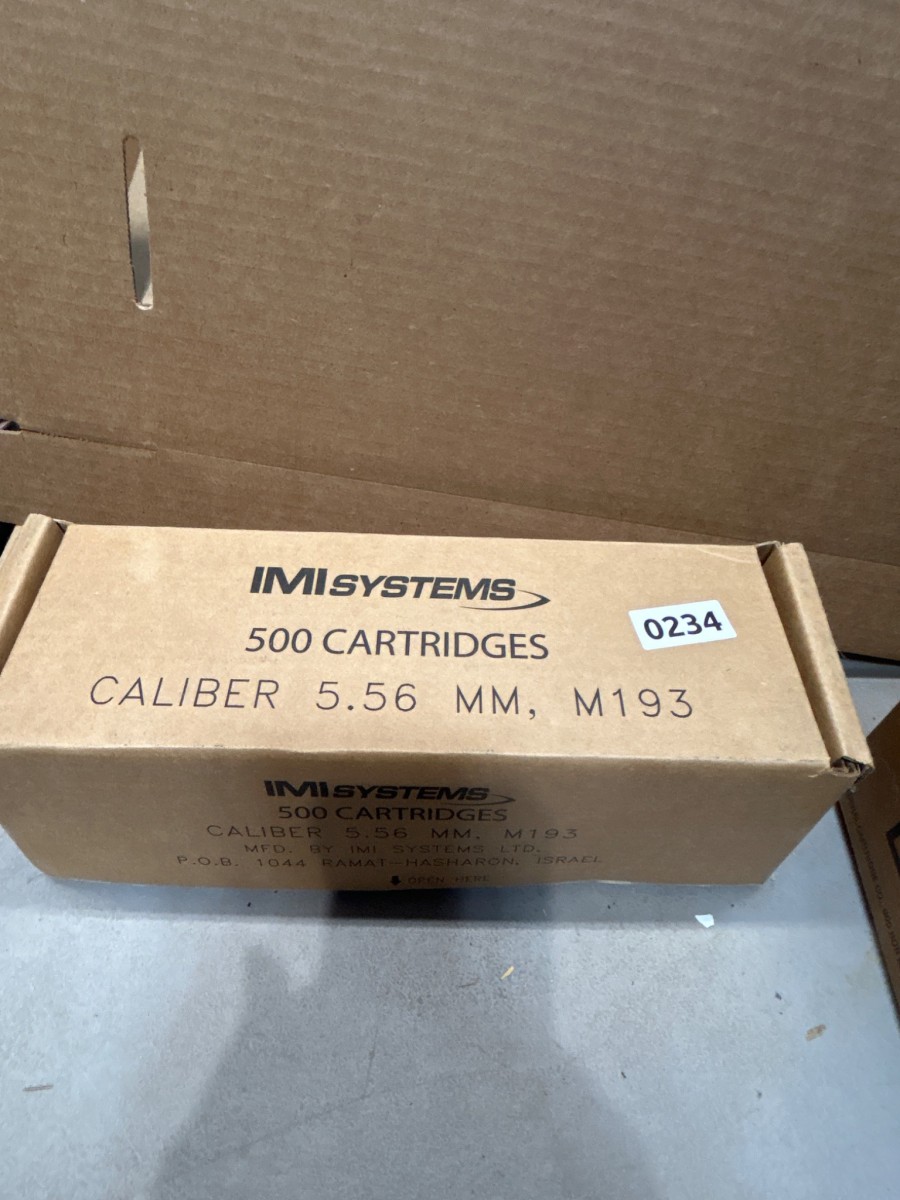 IMI SYSTEMS
500 CARTRIDGES
0234
CALIBER 5.56 MM, M193
IMI SYSTEMS
500 CARTRIDGES
CALIBER 5.56 MM. M193
MFD. BY IMI SYSTEMS LTD.
P.O.B. 1044 RAMAT-HASHARON, ISRAEL
OPEN HERE